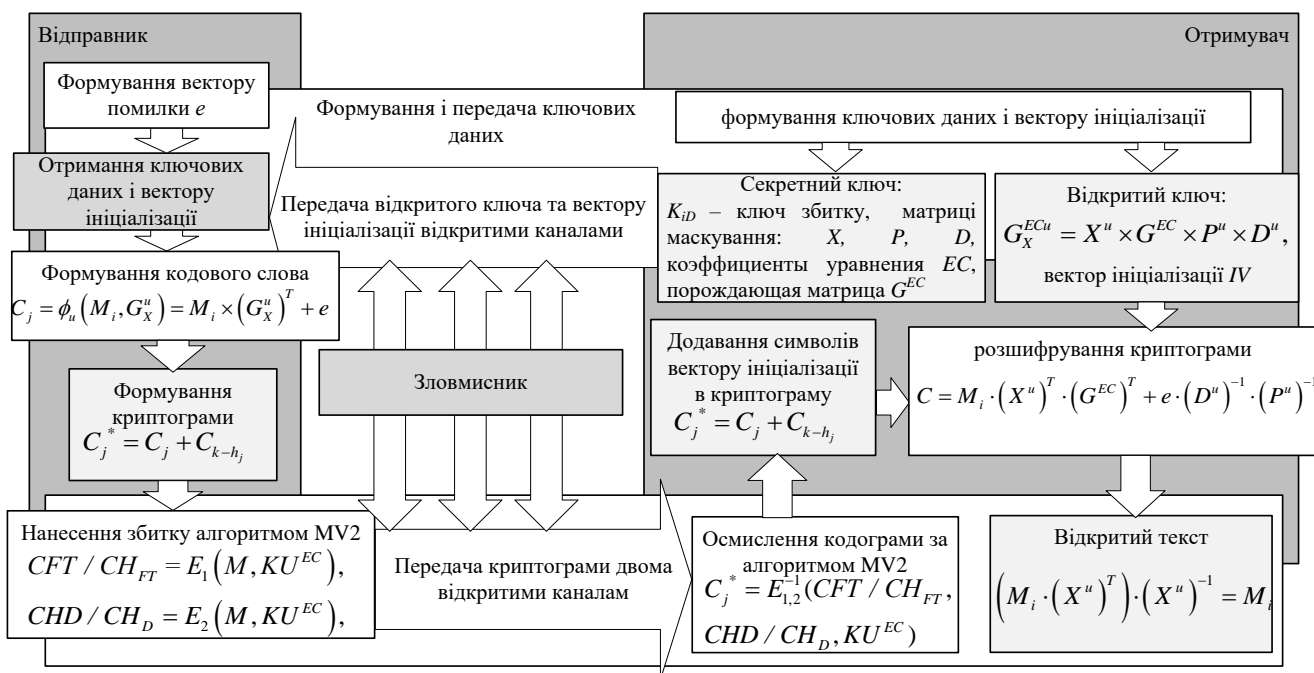 Відправник
Формування вектору
помилки e
Отримання ключових
даних і вектору
ініціалізації
Формування кодового слова
C_j = ϕ_u (M_i, G_X^u) = M_i × (G_X^u)^T + e
Формування
криптограми
C_j^* = C_j + C_{k-h_j}
Нанесення збитку алгоритмом MV2
CFT / CH_{FT} = E_1 (M, KU^{EC}),
CHD / CH_D = E_2 (M, KU^{EC}),
Формування і передача ключових
даних
Передача відкритого ключа та вектору
ініціалізації відкритими каналами
Зловмисник
Передача криптограми двома
відкритими каналам
Отримувач
формування ключових даних і вектору ініціалізації
Секретний ключ:
K_{iD} – ключ збитку, матриці
маскування: X, P, D,
коэффициенты уравнения EC,
порождающая матрица G^{EC}
Відкритий ключ:
G_X^{ECu} = X^u × G^{EC} × P^u × D^u,
вектор ініціалізації IV
Додавання символів
вектору ініціалізації
в криптограму
C_j^* = C_j + C_{k-h_j}
розшифрування криптограми
C = M_i · (X^u)^T · (G^{EC})^T + e · (D^u)^{-1} · (P^u)^{-1}
Осмислення кодограми за
алгоритмом MV2
C_j^* = E_{1,2}^{-1}(CFT / CH_{FT},
CHD / CH_D, KU^{EC})
Відкритий текст
(M_i · (X^u)^T) · (X^u)^{-1} = M_i